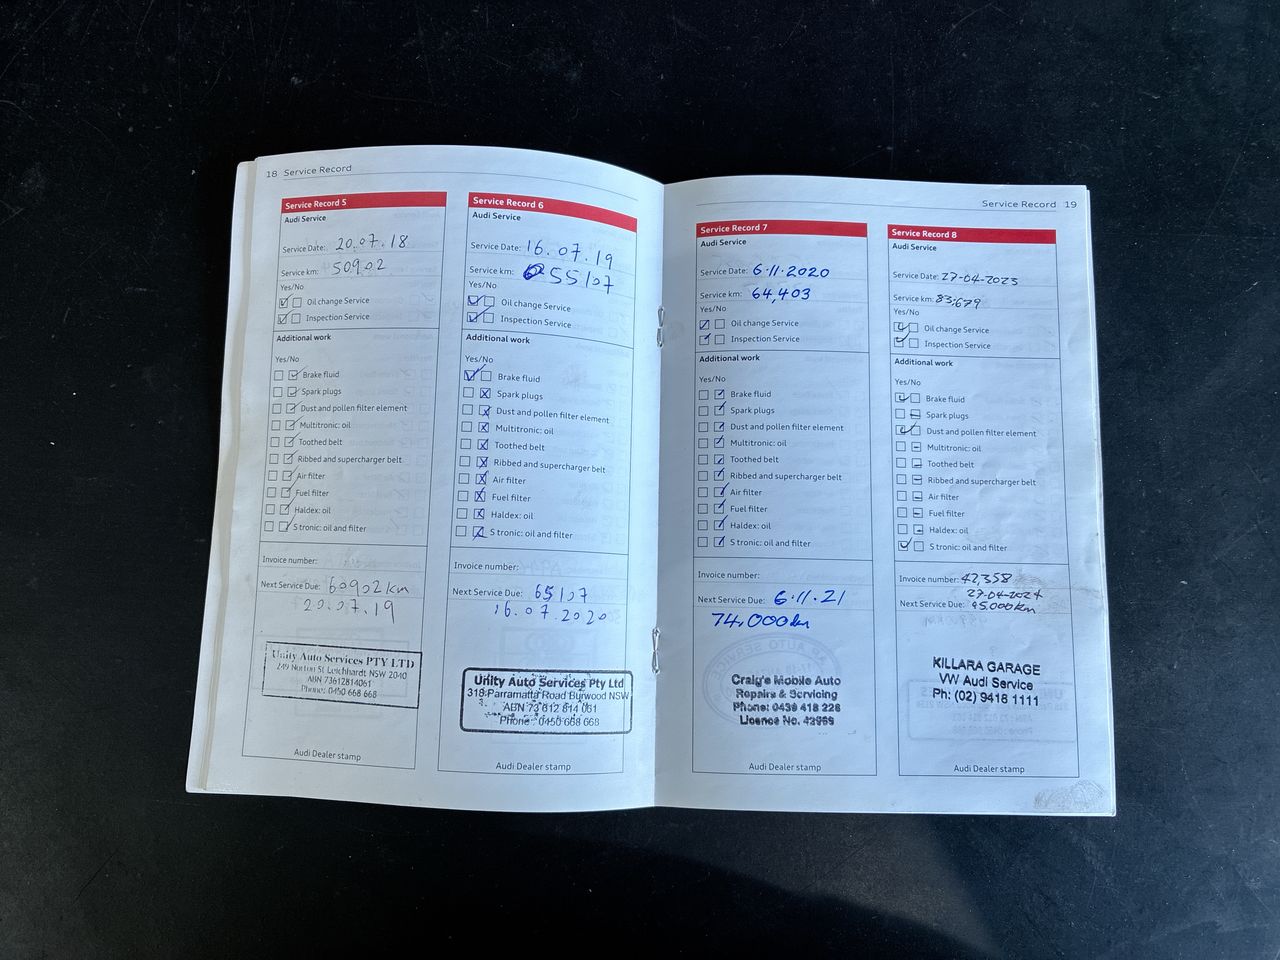 18 Service Record
Service Record 5
Audi Service
Service Date: 20.07.18
Service km: 50902
Yes/No
Oil change Service
Inspection Service
Additional work
Yes/No
Brake fluid
Spark plugs
Dust and pollen filter element
Multitronic: oil
Toothed belt
Ribbed and supercharger belt
Air filter
Fuel filter
Haldex: oil
S tronic: oil and filter
Invoice number:
Next Service Due: 60902km
20.07.19
Unity Auto Services PTY LTD
249 Norton St Leichhardt NSW 2040
ABN 73612814061
Phone: 0450 668 668
Audi Dealer stamp
Service Record 6
Audi Service
Service Date: 16.07.19
Service km: 55107
Yes/No
Oil change Service
Inspection Service
Additional work
Yes/No
Brake fluid
Spark plugs
Dust and pollen filter element
Multitronic: oil
Toothed belt
Ribbed and supercharger belt
Air filter
Fuel filter
Haldex: oil
S tronic: oil and filter
Invoice number:
Next Service Due: 65107
16.07.2020
Unity Auto Services Pty Ltd
318 Parramatta Road Burwood NSW
ABN 73 612 814 061
Phone: 0450 668 668
Audi Dealer stamp
Service Record 19
Service Record 7
Audi Service
Service Date: 6.11.2020
Service km: 64,403
Yes/No
Oil change Service
Inspection Service
Additional work
Yes/No
Brake fluid
Spark plugs
Dust and pollen filter element
Multitronic: oil
Toothed belt
Ribbed and supercharger belt
Air filter
Fuel filter
Haldex: oil
S tronic: oil and filter
Invoice number:
Next Service Due: 6.11.21
74,000km
Craig's Mobile Auto
Repairs & Servicing
Phone: 0439 418 226
Licence No. 42969
Audi Dealer stamp
Service Record 8
Audi Service
Service Date: 27-04-2023
Service km: 83,679
Yes/No
Oil change Service
Inspection Service
Additional work
Yes/No
Brake fluid
Spark plugs
Dust and pollen filter element
Multitronic: oil
Toothed belt
Ribbed and supercharger belt
Air filter
Fuel filter
Haldex: oil
S tronic: oil and filter
Invoice number: 42,358
27-04-2024
Next Service Due: 95,000km
KILLARA GARAGE
VW Audi Service
Ph: (02) 9418 1111
Audi Dealer stamp